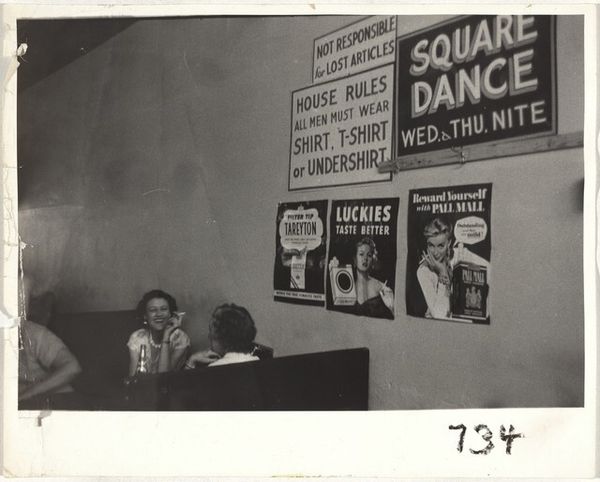 NOT RESPONSIBLE
for LOST ARTICLES
HOUSE RULES
ALL MEN MUST WEAR
SHIRT, T-SHIRT
or UNDERSHIRT
SQUARE
DANCE
WED. & THU. NITE
FILTER TIP
TAREYTON
LUCKIES
TASTE BETTER
Reward Yourself
with PALL MALL
Outstanding
PALL MALL
734